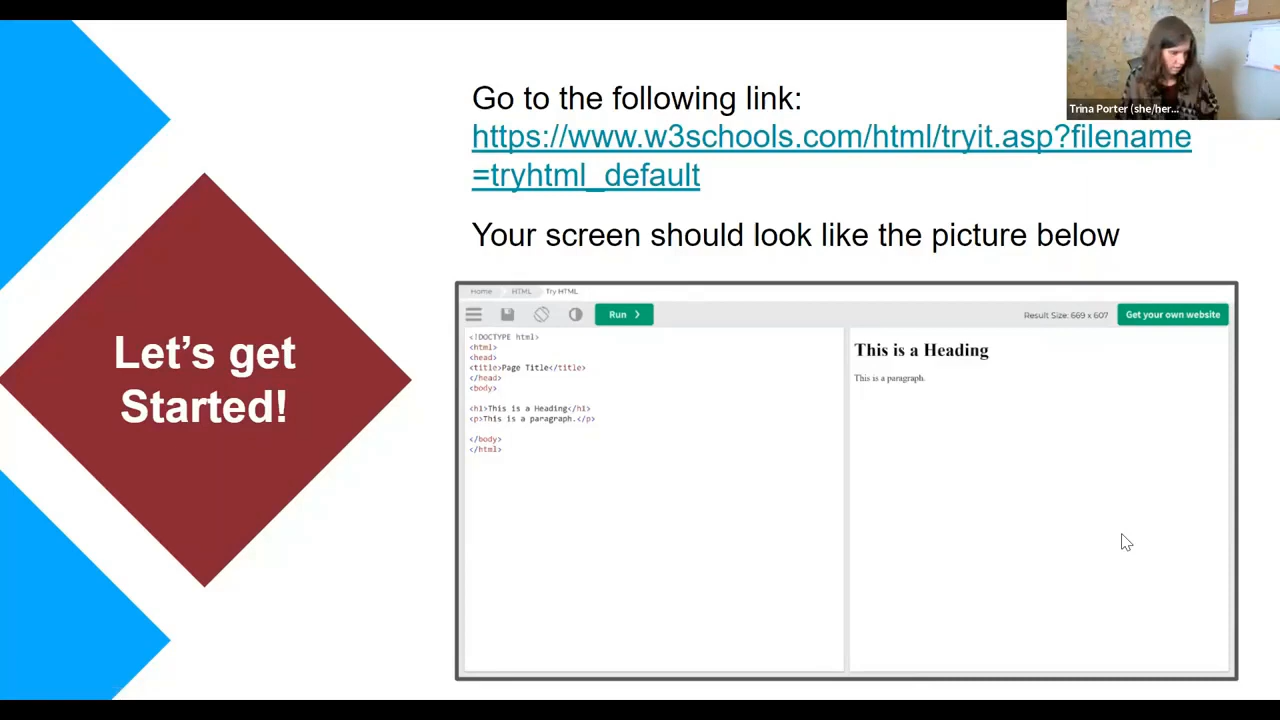 Go to the following link:
https://www.w3schools.com/html/tryit.asp?filename
=tryhtml_default
Your screen should look like the picture below
Trina Porter (she/her...
Let’s get
Started!
Home HTML Try HTML
Run ❯ Result Size: 669 x 607 Get your own website
<!DOCTYPE html>
<html>
<head>
<title>Page Title</title>
</head>
<body>
<h1>This is a Heading</h1>
<p>This is a paragraph.</p>
</body>
</html>
This is a Heading
This is a paragraph.